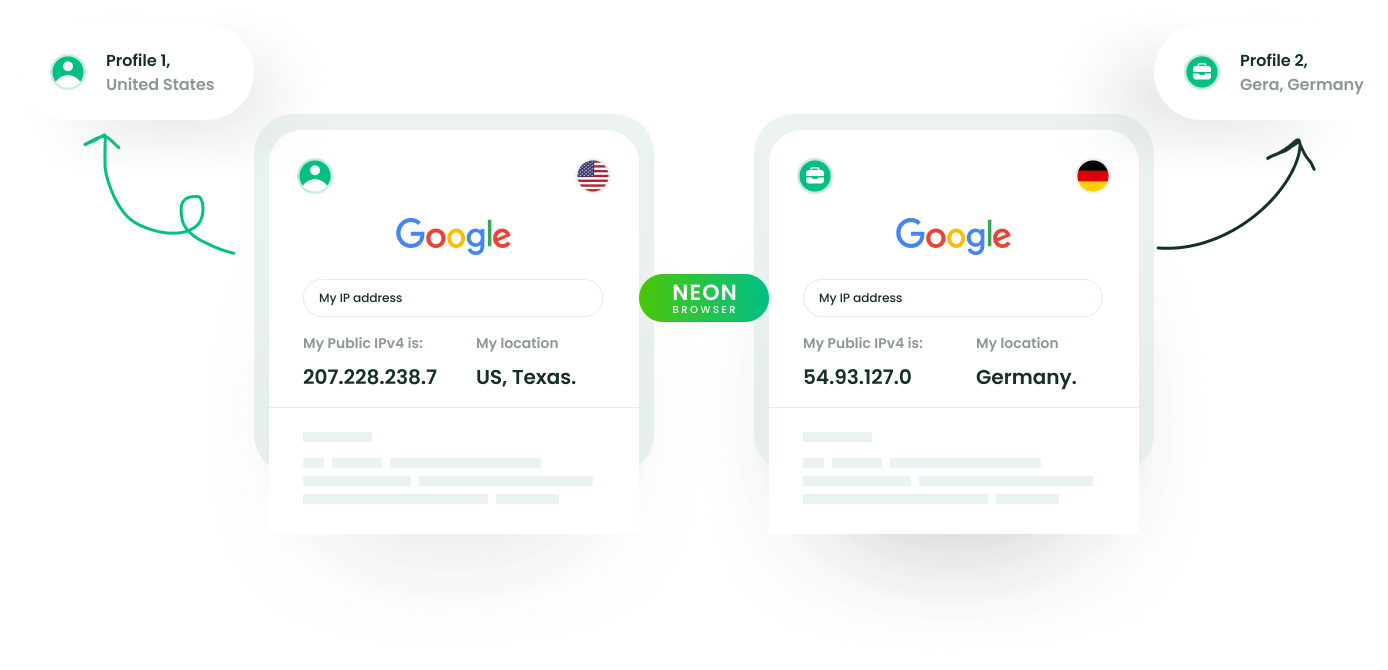 Profile 1,
United States
Profile 2,
Gera, Germany
Google
My IP address
My Public IPv4 is:
My location
207.228.238.7
US, Texas.
NEON
BROWSER
Google
My IP address
My Public IPv4 is:
My location
54.93.127.0
Germany.